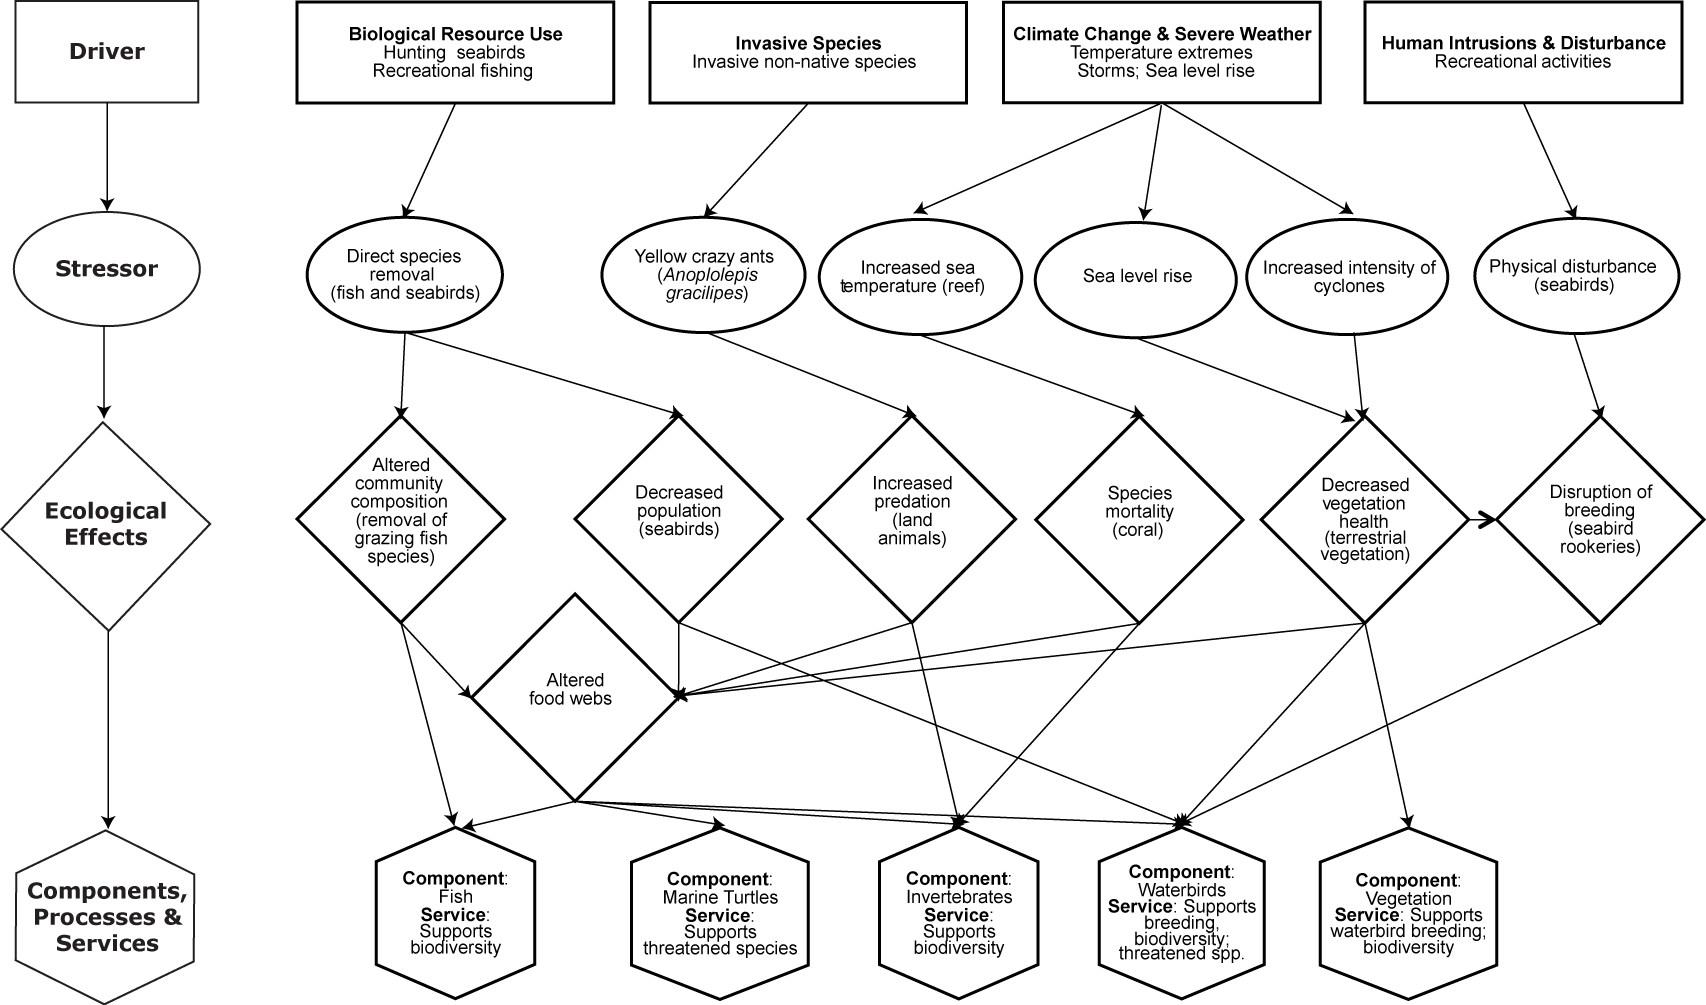 Driver
Biological Resource Use
Hunting seabirds
Recreational fishing
Invasive Species
Invasive non-native species
Climate Change & Severe Weather
Temperature extremes
Storms; Sea level rise
Human Intrusions & Disturbance
Recreational activities
Stressor
Direct species
removal
(fish and seabirds)
Yellow crazy ants
(Anoplolepis
gracilipes)
Increased sea
temperature (reef)
Sea level rise
Increased intensity of
cyclones
Physical disturbance
(seabirds)
Ecological
Effects
Altered
community
composition
(removal of
grazing fish
species)
Decreased
population
(seabirds)
Increased
predation
(land
animals)
Species
mortality
(coral)
Decreased
vegetation
health
(terrestrial
vegetation)
Disruption of
breeding
(seabird
rookeries)
Altered
food webs
Components,
Processes &
Services
Component:
Fish
Service:
Supports
biodiversity
Component:
Marine Turtles
Service:
Supports
threatened species
Component:
Invertebrates
Service:
Supports
biodiversity
Component:
Waterbirds
Service: Supports
breeding,
biodiversity;
threatened spp.
Component:
Vegetation
Service: Supports
waterbird breeding;
biodiversity